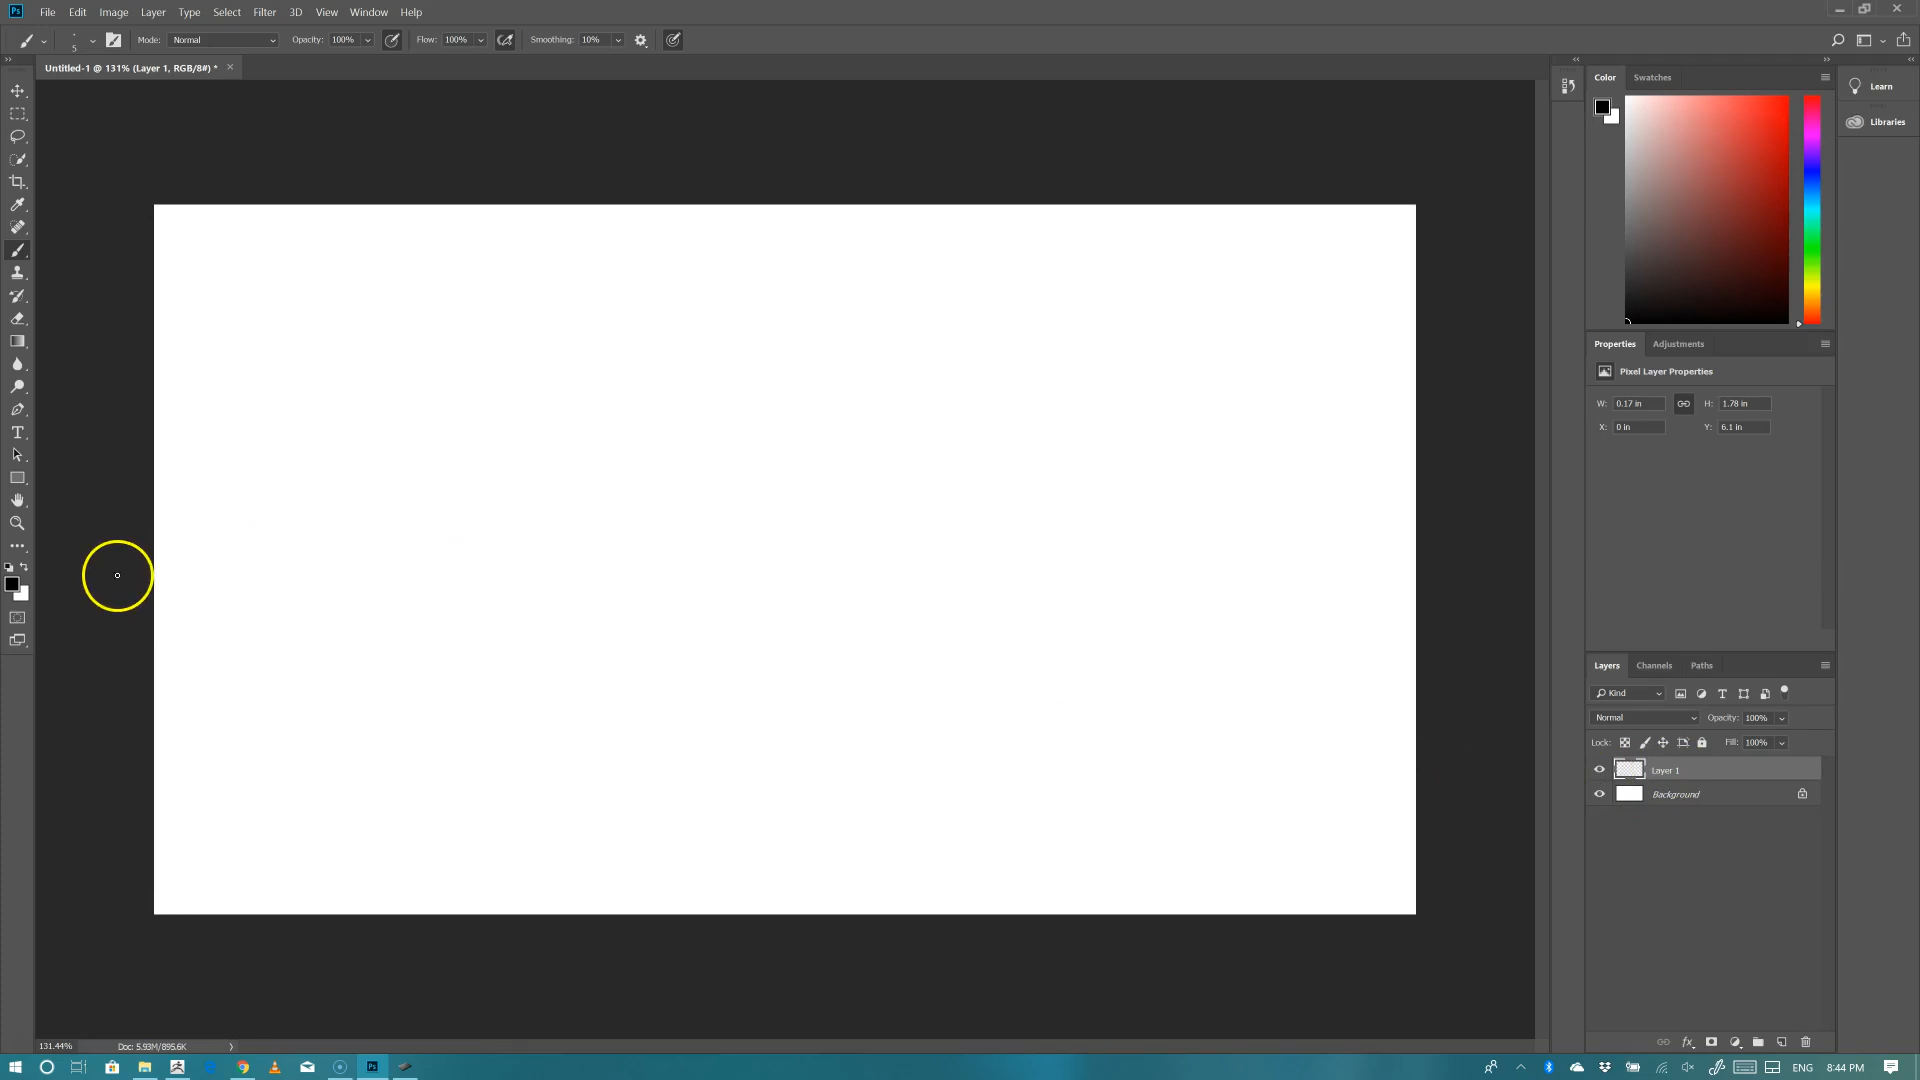 Ps File Edit Image Layer Type Select Filter 3D View Window Help
5 Mode: Normal Opacity: 100% Flow: 100% Smoothing: 10%
Untitled-1 @ 131% (Layer 1, RGB/8#) *
Color Swatches
Learn
Libraries
Properties Adjustments
Pixel Layer Properties
W: 0.17 in H: 1.78 in
X: 0 in Y: 6.1 in
Layers Channels Paths
Kind
Normal Opacity: 100%
Lock: Fill: 100%
Layer 1
Background
131.44% Doc: 5.93M/895.6K
ENG 8:44 PM